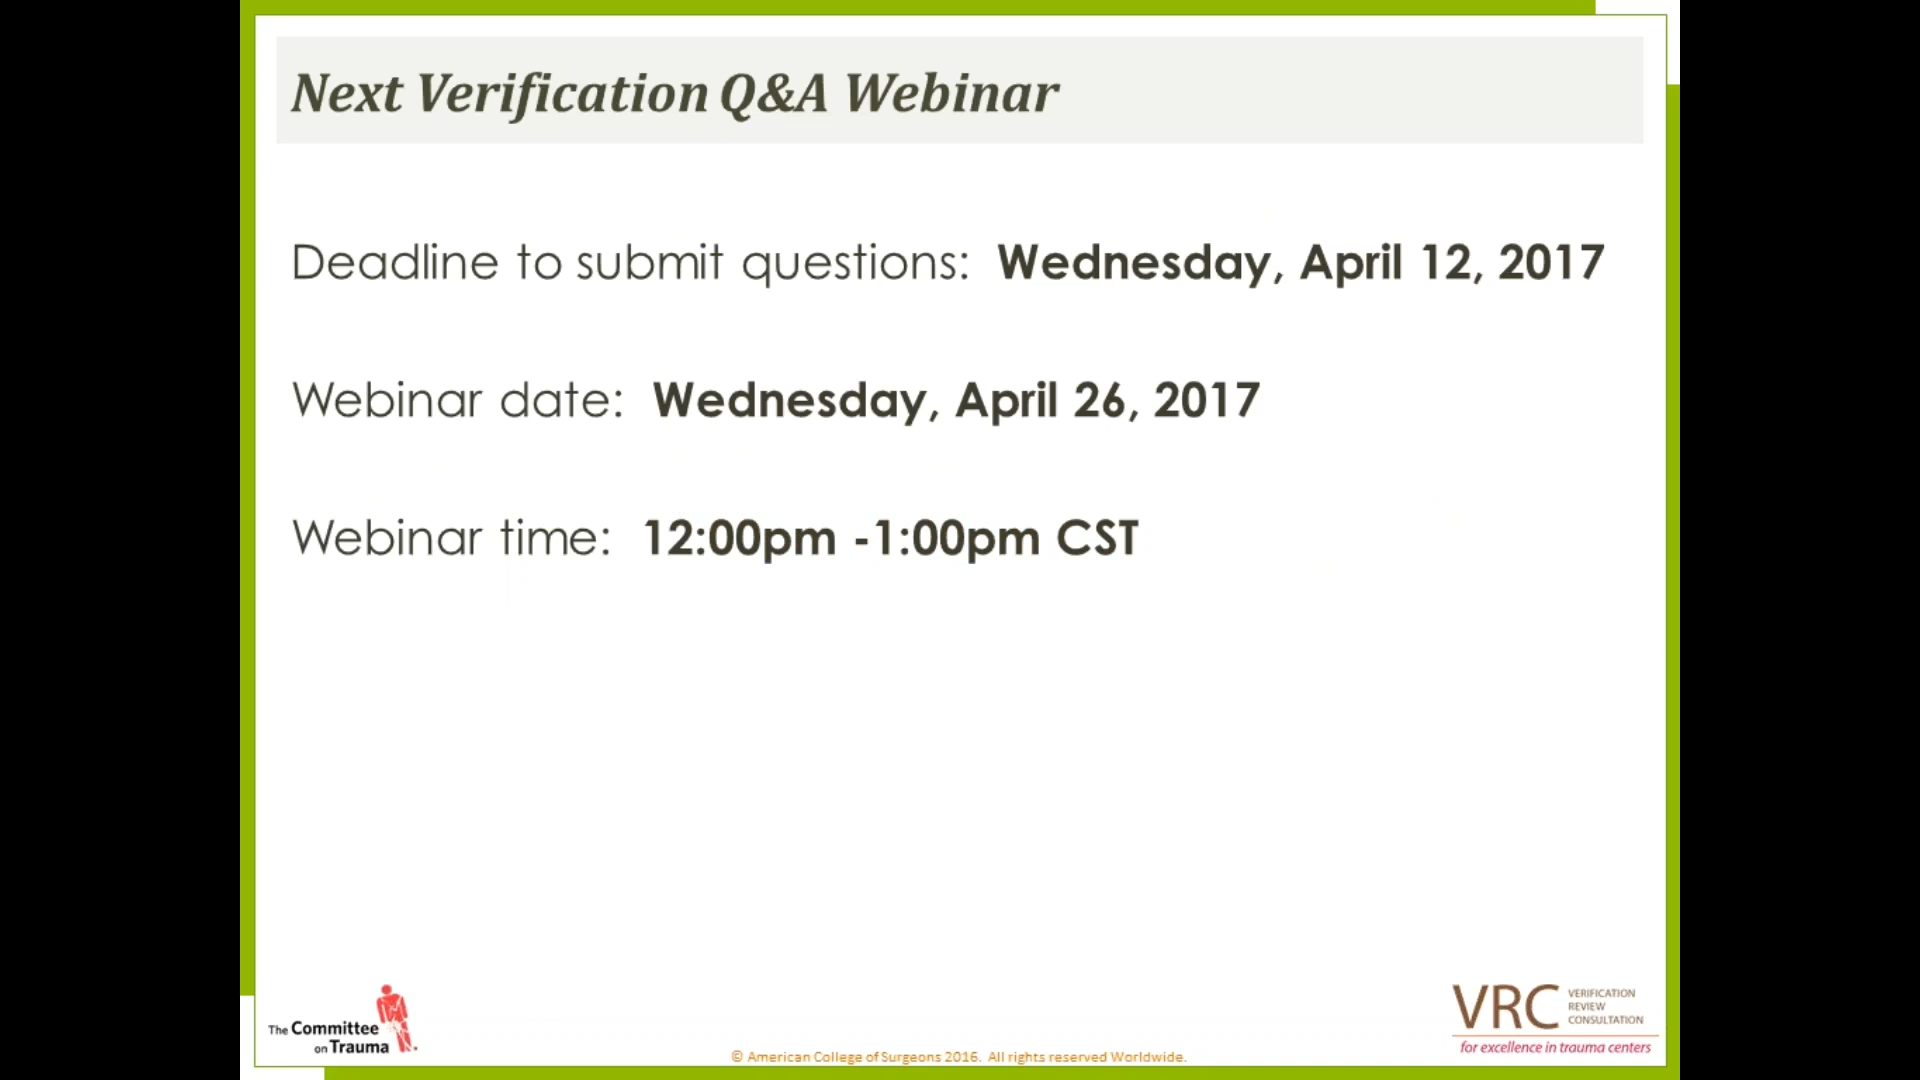 Next Verification Q&A Webinar
Deadline to submit questions: Wednesday, April 12, 2017
Webinar date: Wednesday, April 26, 2017
Webinar time: 12:00pm -1:00pm CST
The Committee
on Trauma
© American College of Surgeons 2016. All rights reserved Worldwide.
VRC
VERIFICATION
REVIEW
CONSULTATION
for excellence in trauma centers